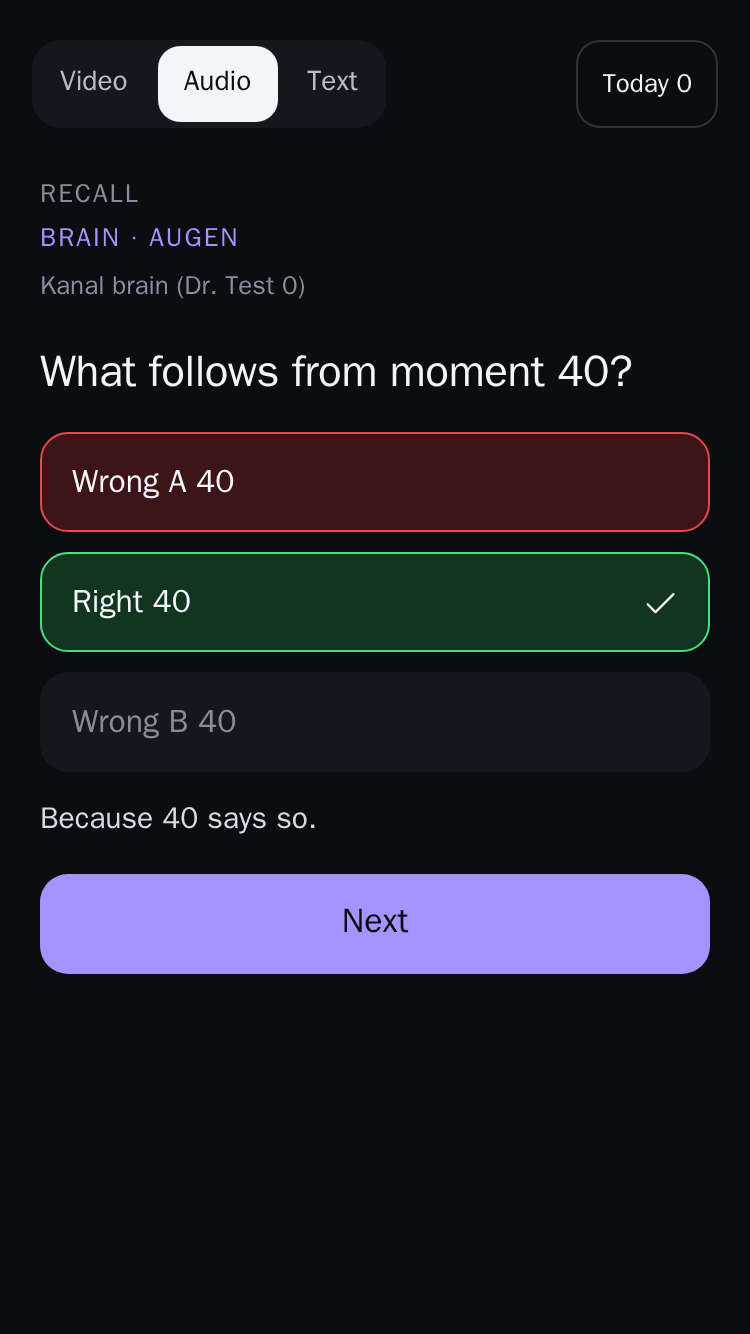 Video Audio Text Today 0
RECALL
BRAIN · AUGEN
Kanal brain (Dr. Test 0)
What follows from moment 40?
Wrong A 40
Right 40
Wrong B 40
Because 40 says so.
Next